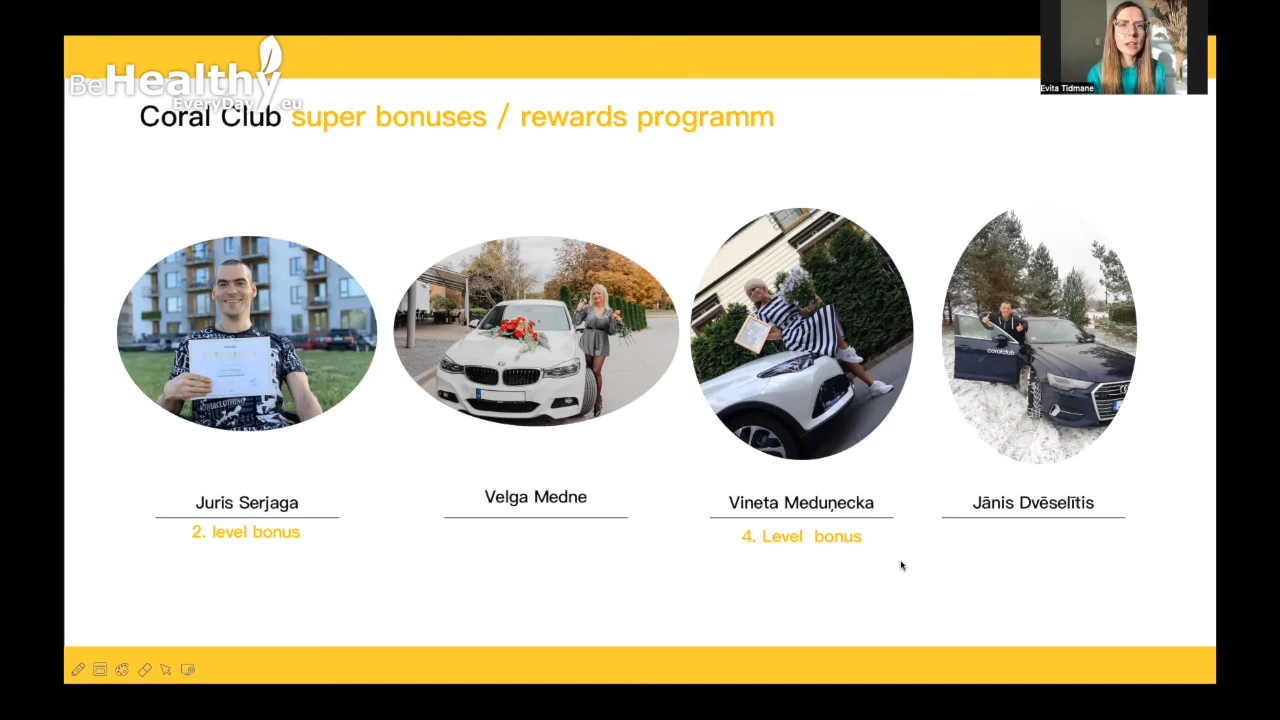 BeHealthy
EveryDay.eu
Evita Tidmane
Coral Club super bonuses / rewards programm
coralclub
Juris Serjaga
Velga Medne
Vineta Meduņecka
Jānis Dvēselītis
2. level bonus
4. Level bonus